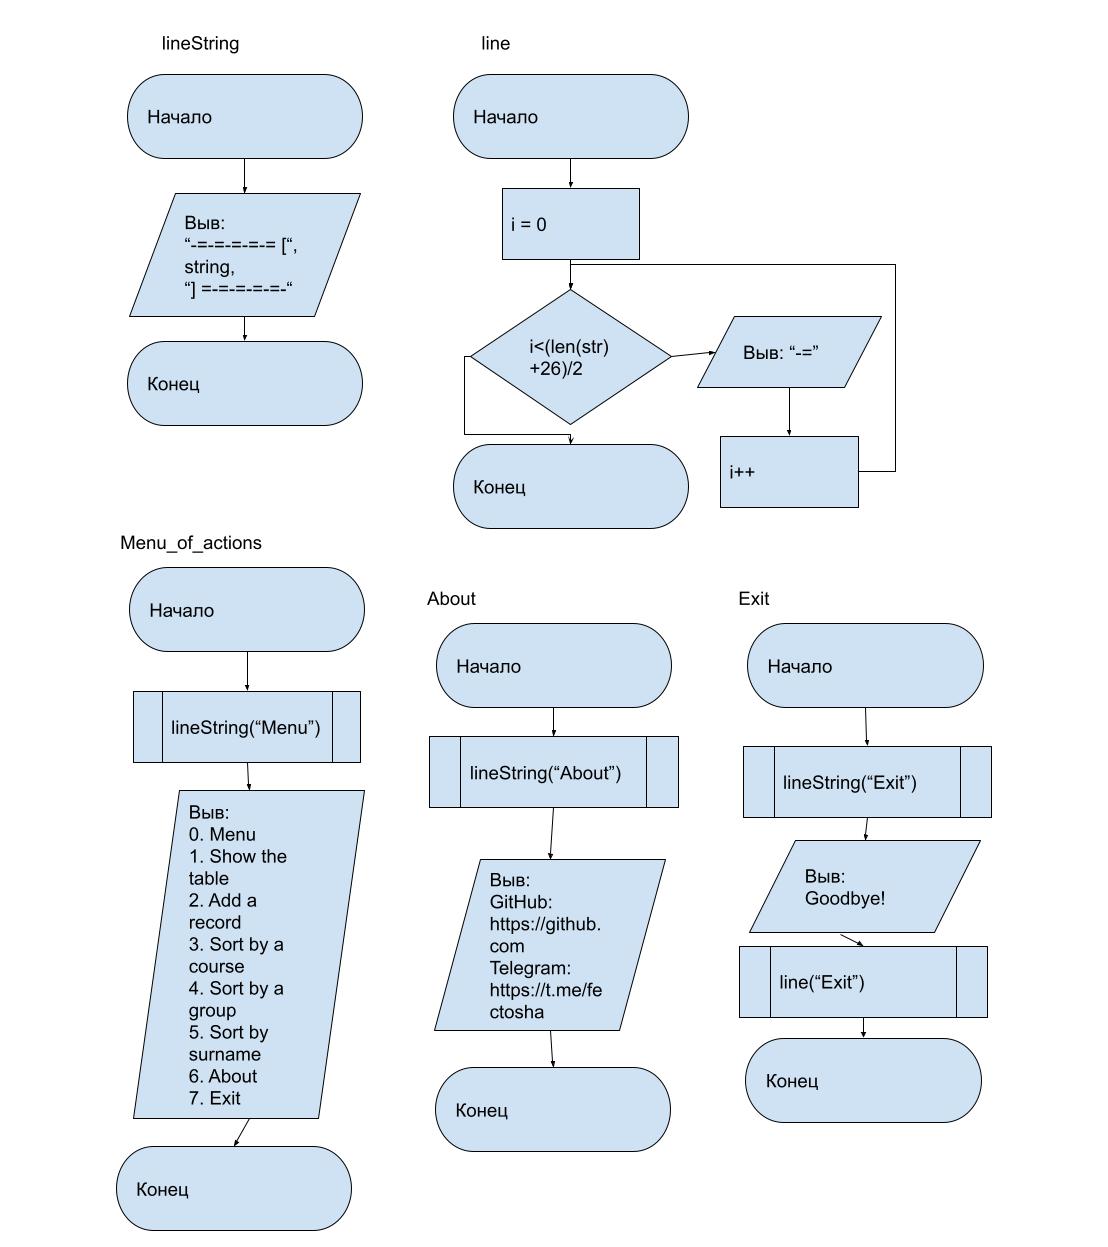 lineString
Начало
Выв:
“-=-=-=-=-= [“,
string,
“] =-=-=-=-=-“
Конец
line
Начало
i = 0
i<(len(str)
+26)/2
Выв: “-=”
i++
Конец
Menu_of_actions
Начало
lineString(“Menu”)
Выв:
0. Menu
1. Show the
table
2. Add a
record
3. Sort by a
course
4. Sort by a
group
5. Sort by
surname
6. About
7. Exit
Конец
About
Начало
lineString(“About”)
Выв:
GitHub:
https://github.
com
Telegram:
https://t.me/fe
ctosha
Конец
Exit
Начало
lineString(“Exit”)
Выв:
Goodbye!
line(“Exit”)
Конец